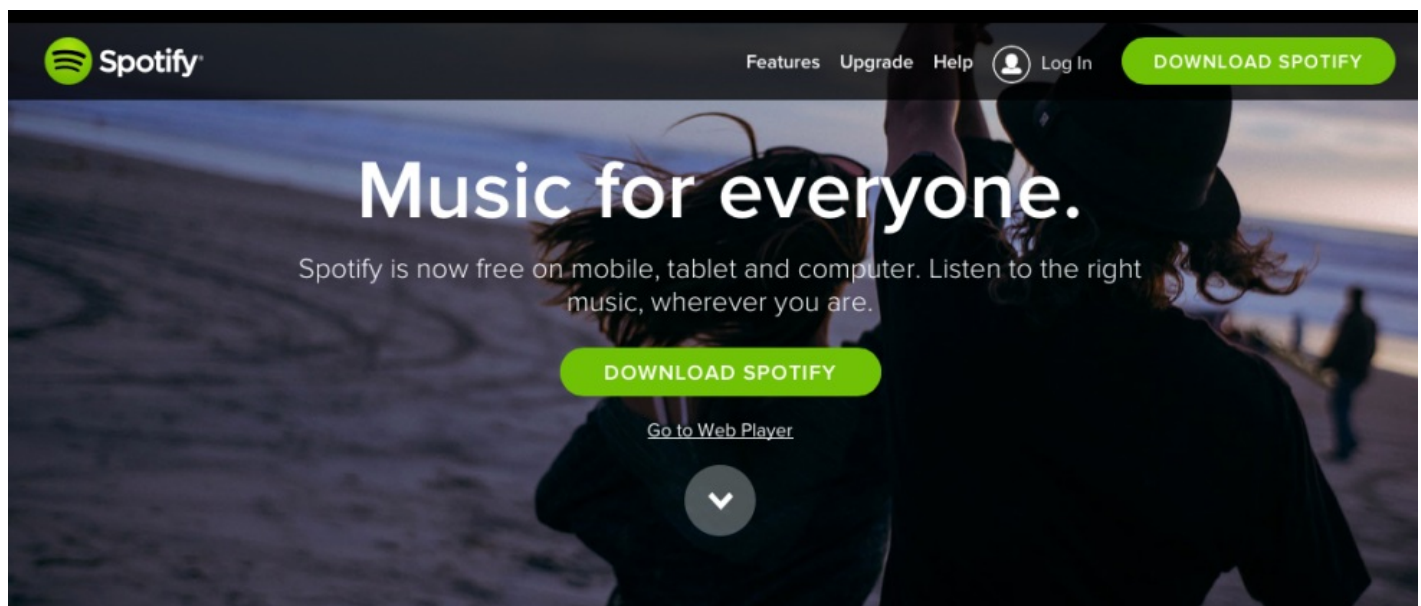 Spotify
Features Upgrade Help Log In DOWNLOAD SPOTIFY
Music for everyone.
Spotify is now free on mobile, tablet and computer. Listen to the right
music, wherever you are.
DOWNLOAD SPOTIFY
Go to Web Player